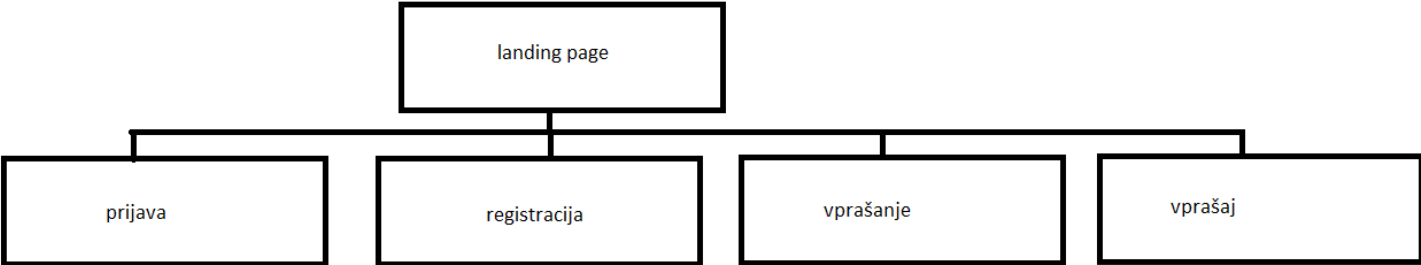 landing page
prijava
registracija
vprašanje
vprašaj